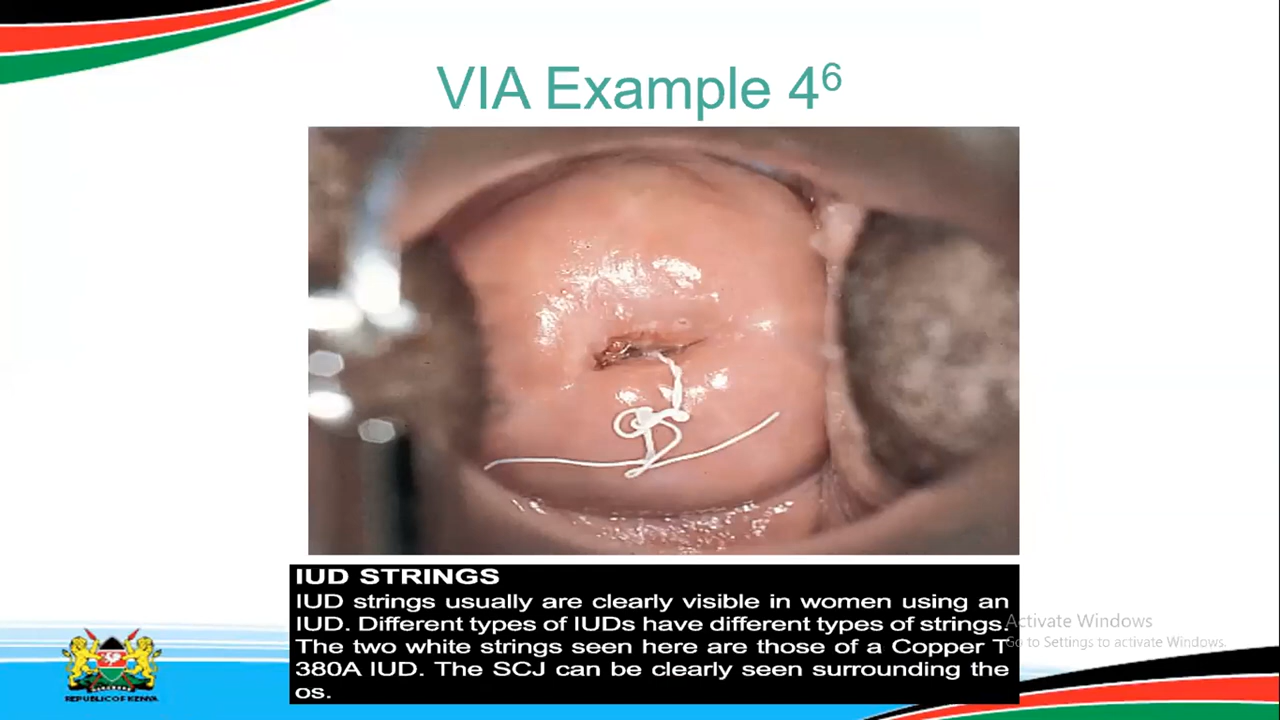 VIA Example 4⁶
IUD STRINGS
IUD strings usually are clearly visible in women using an
IUD. Different types of IUDs have different types of strings.
The two white strings seen here are those of a Copper T
380A IUD. The SCJ can be clearly seen surrounding the
os.
Activate Windows
Go to Settings to activate Windows.
REPUBLIC OF KENYA